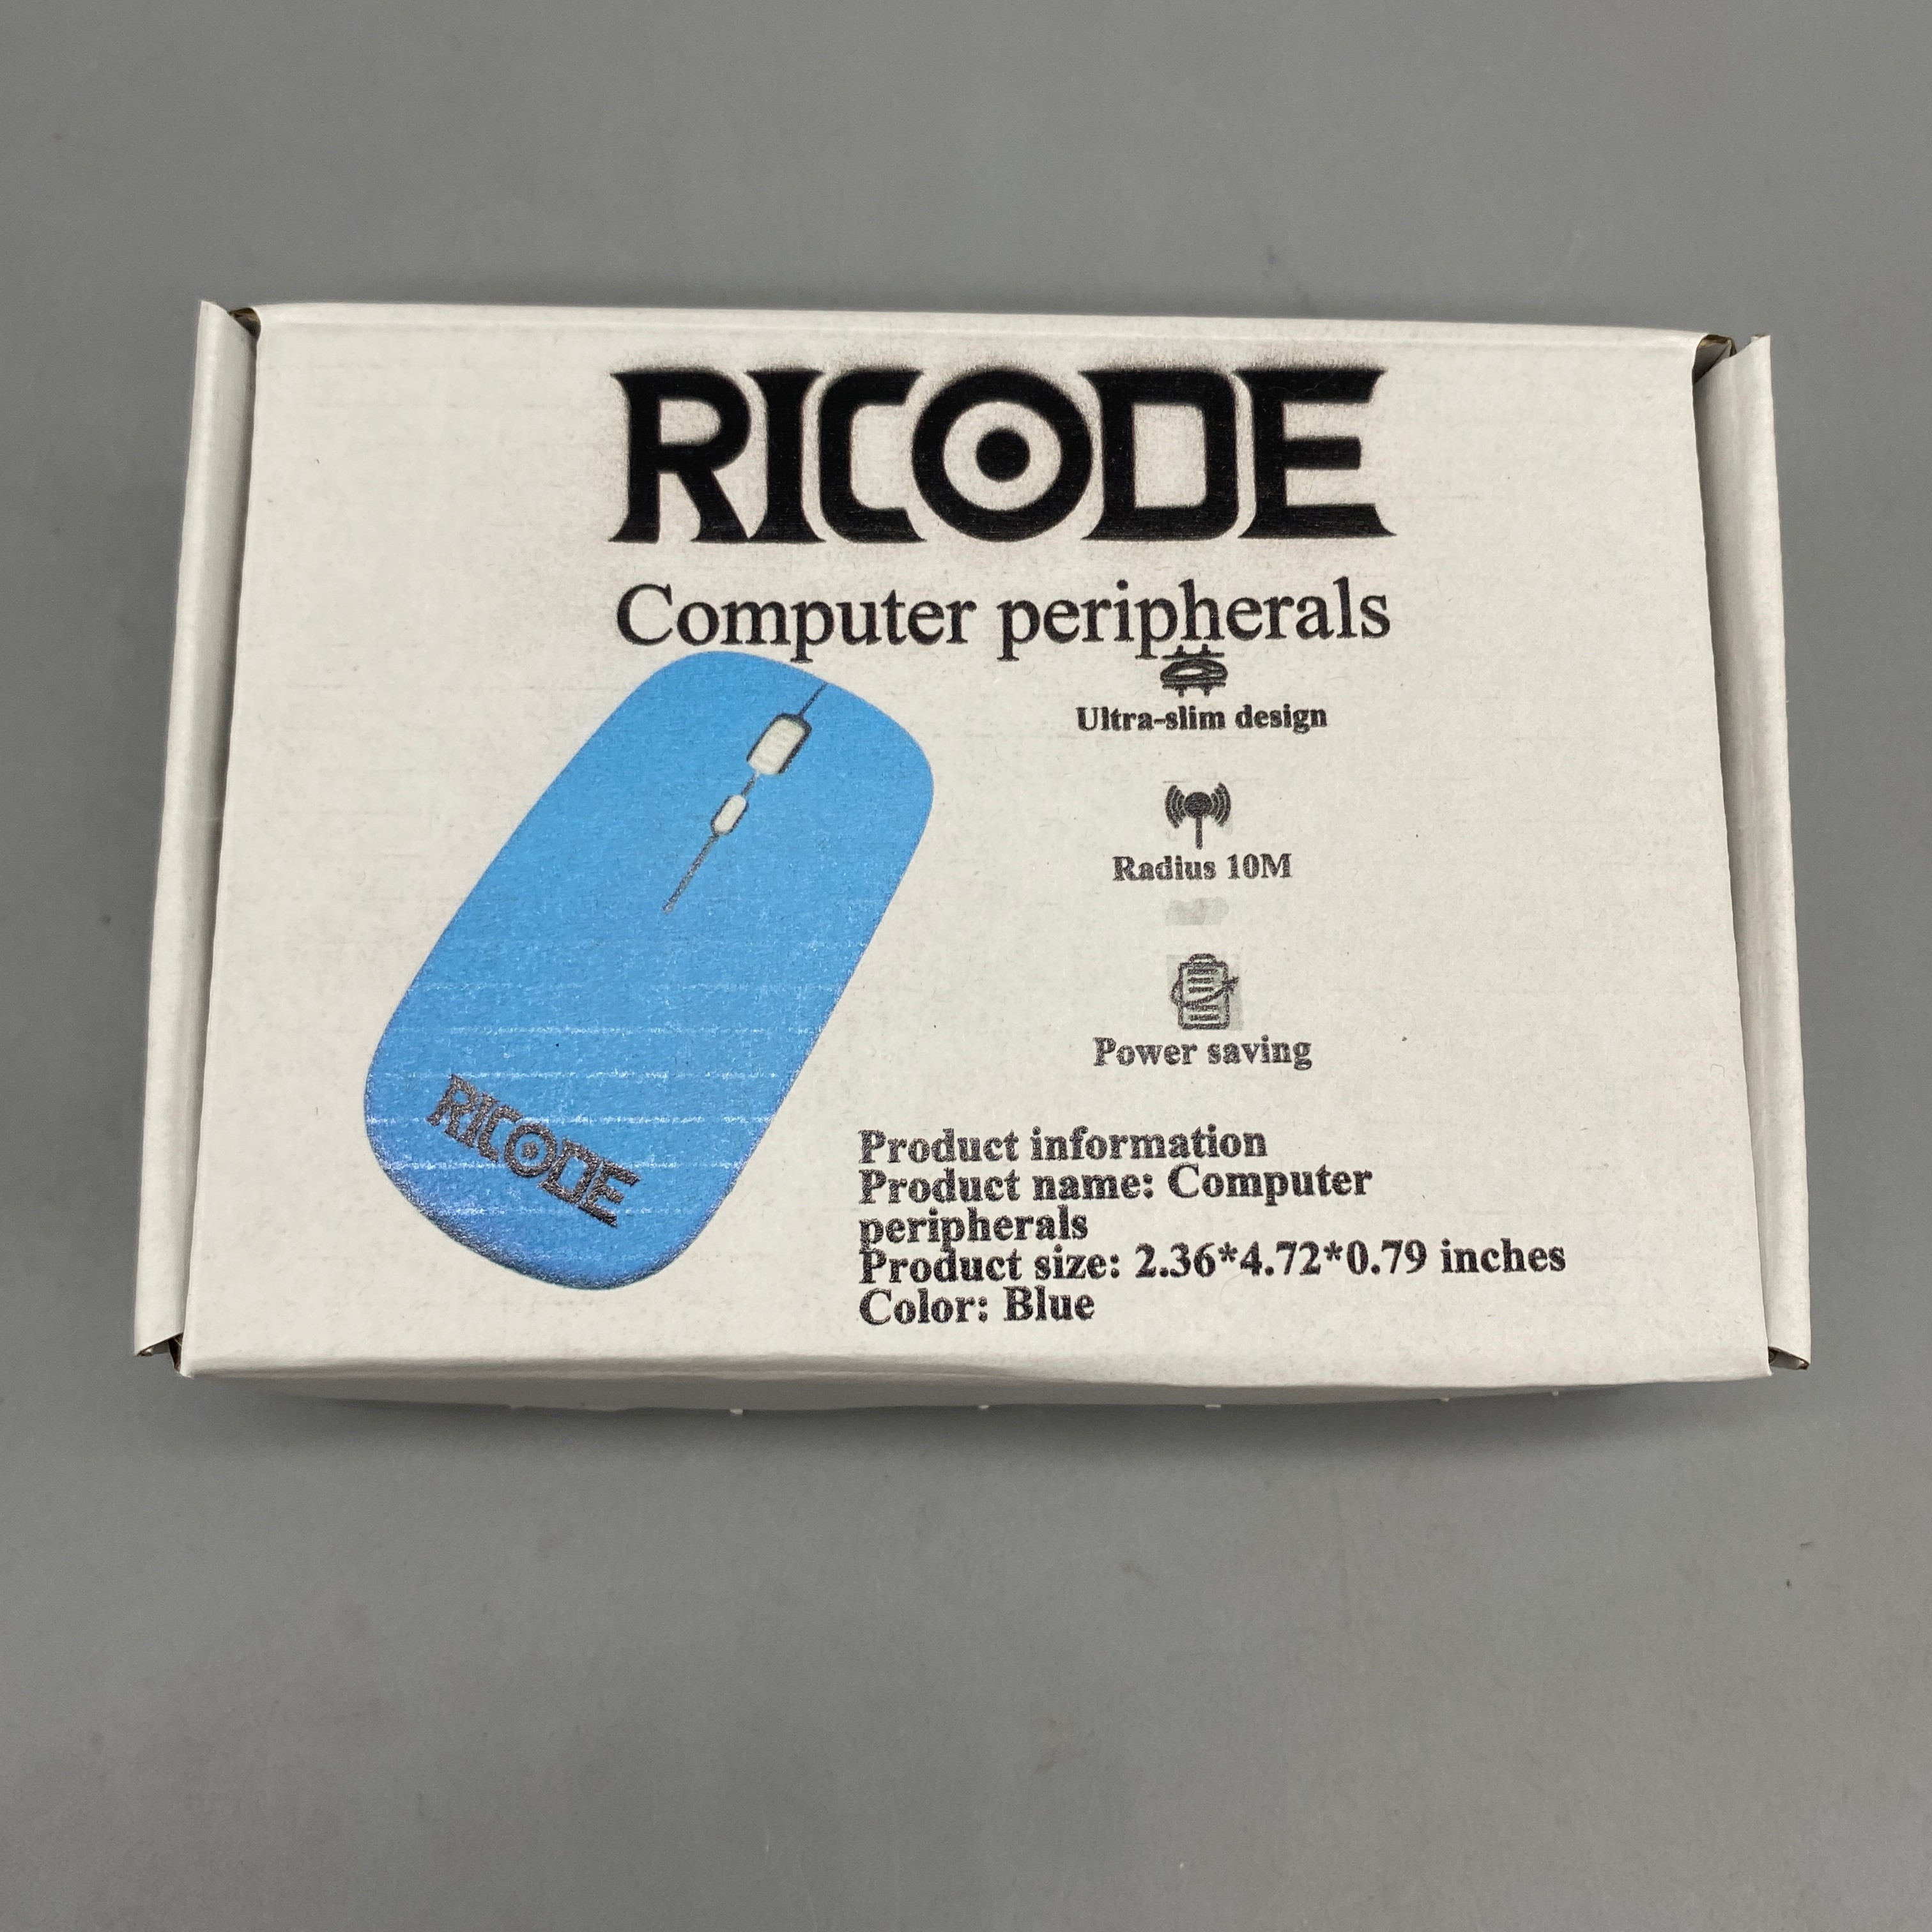 RICODE
Computer peripherals
Ultra-slim design
Radius 10M
Power saving
RICODE
Product information
Product name: Computer
peripherals
Product size: 2.36*4.72*0.79 inches
Color: Blue